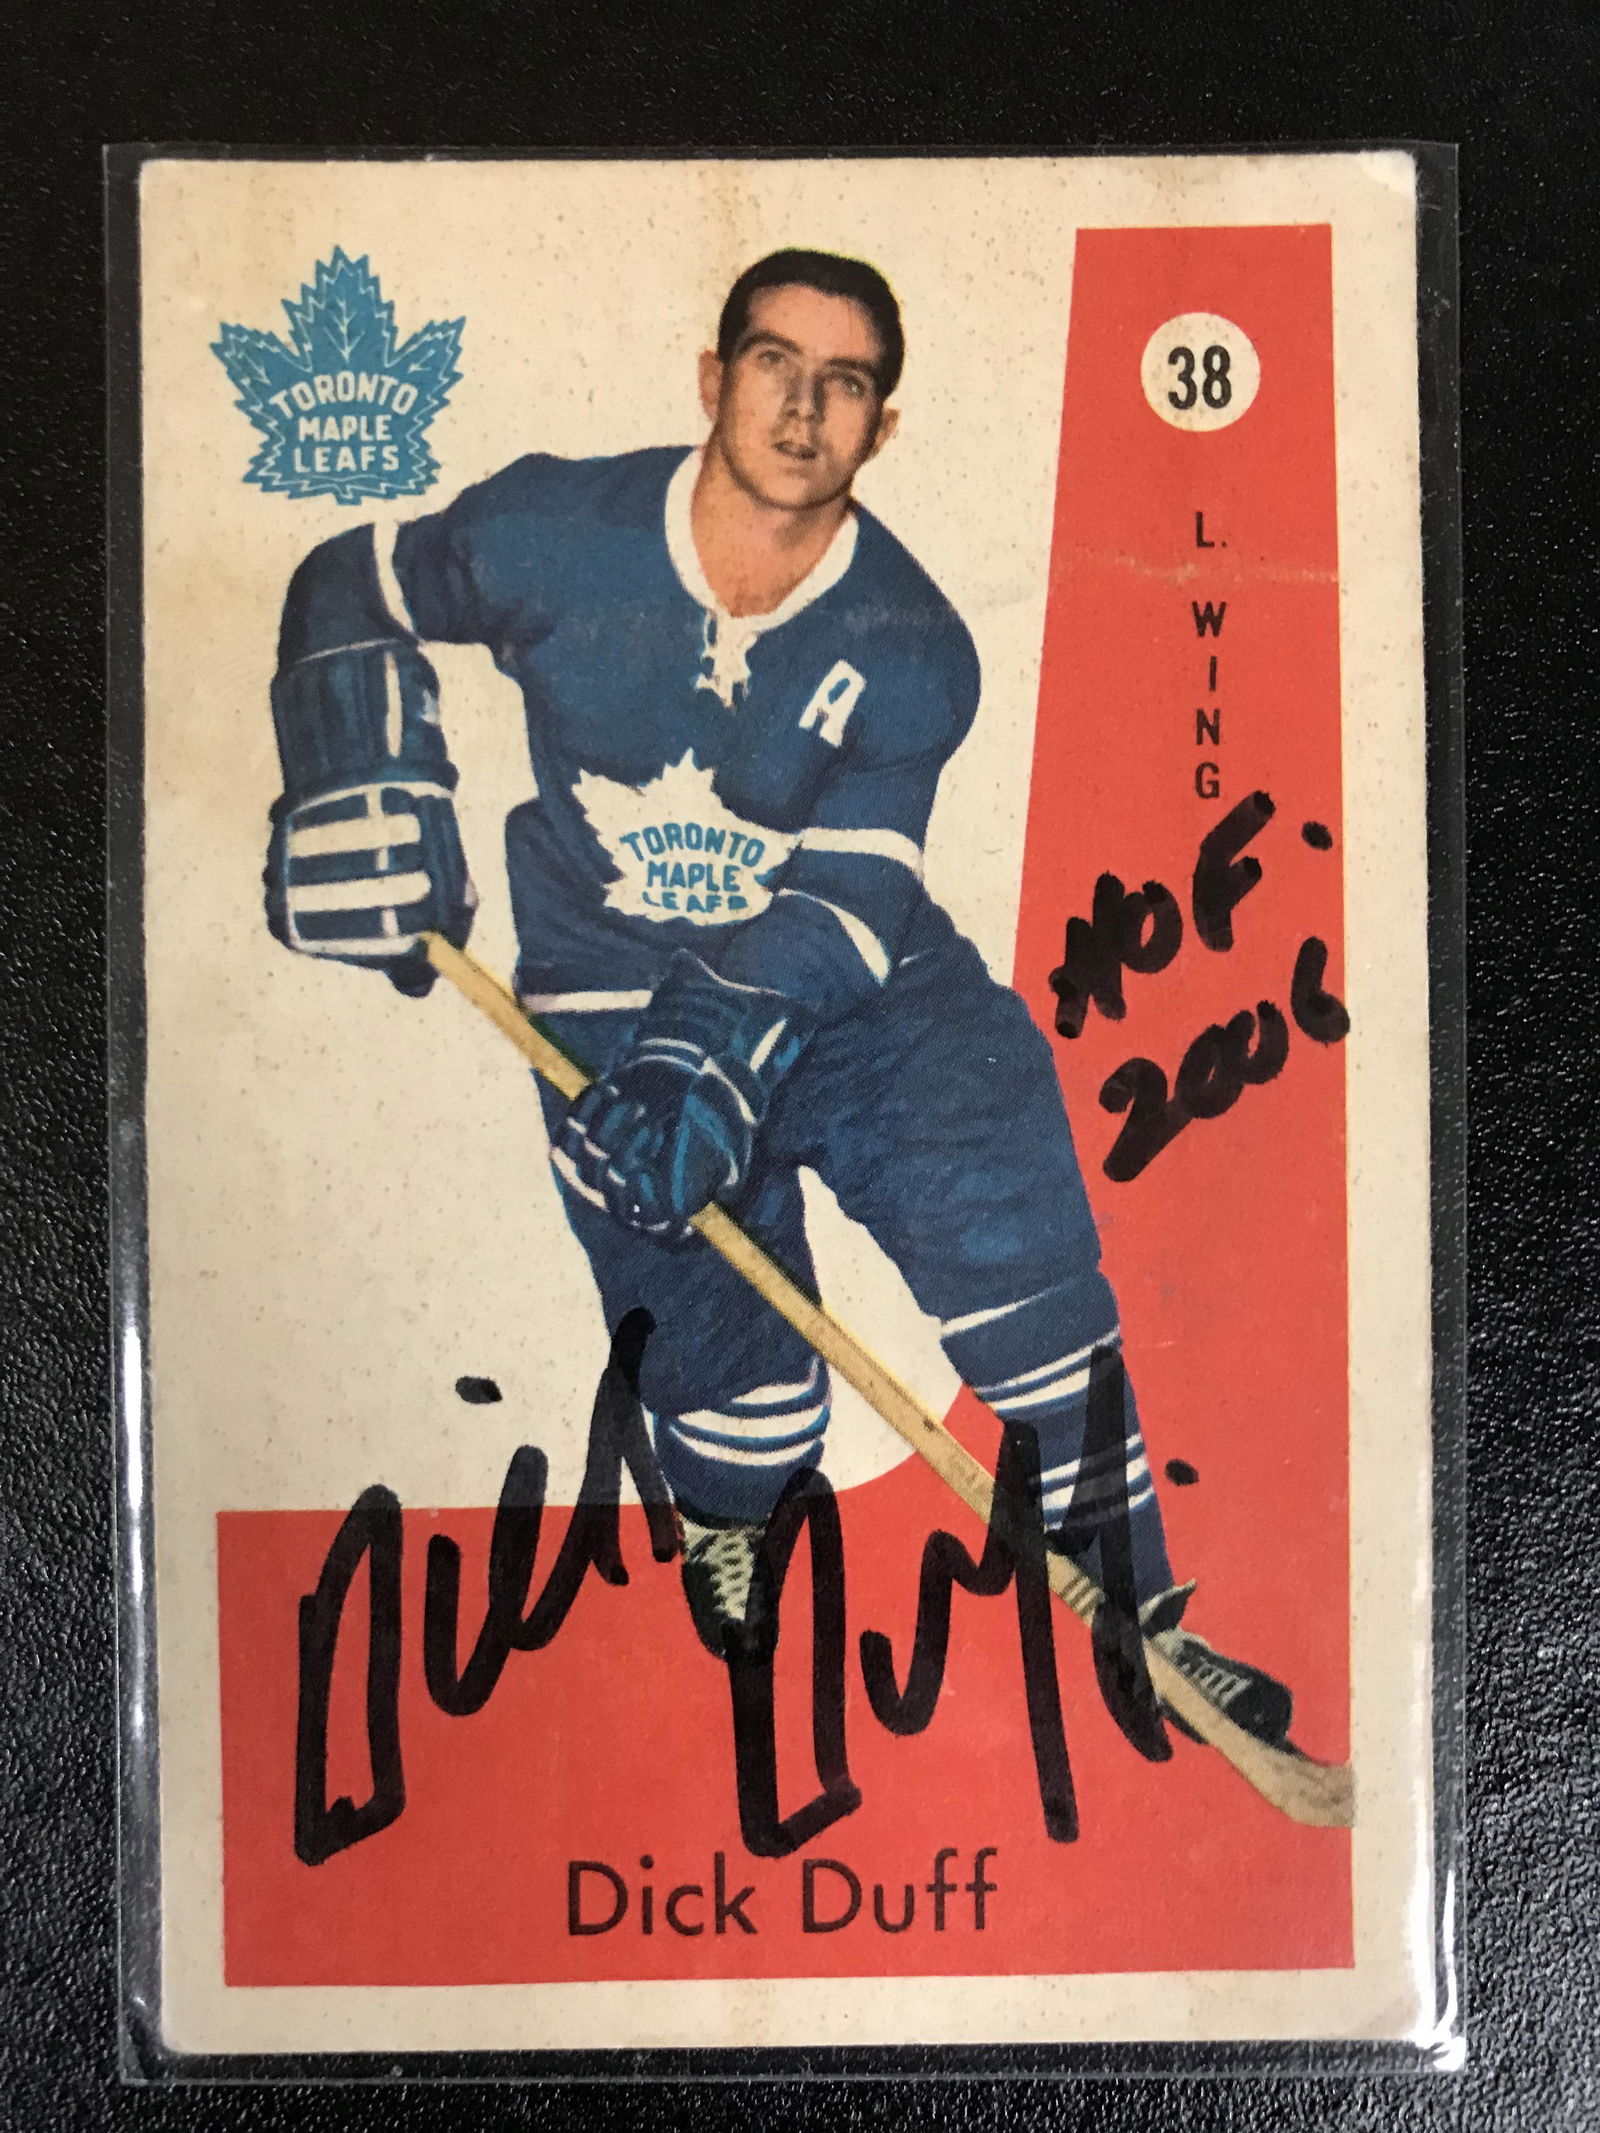 TORONTO
MAPLE
LEAFS
38
L. WING
A
TORONTO
MAPLE
LEAFS
HOF.
2006
Dick Duff.
Dick Duff